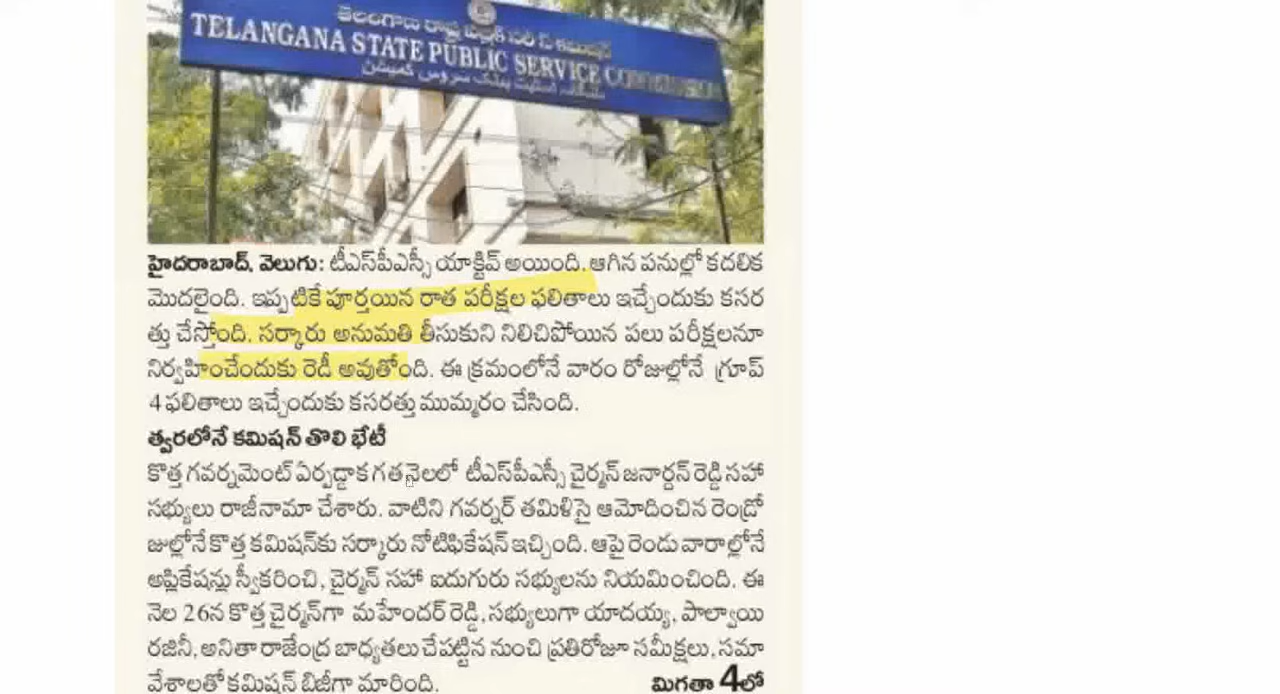 తెలంగాణ రాష్ట్ర పబ్లిక్ సర్వీస్ కమిషన్
TELANGANA STATE PUBLIC SERVICE COMMISSION
హైదరాబాద్, వెలుగు: టీఎస్‌పీఎస్సీ యాక్టివ్ అయింది. ఆగిన పనుల్లో కదలిక
మొదలైంది. ఇప్పటికే పూర్తయిన రాత పరీక్షల ఫలితాలు ఇచ్చేందుకు కసర
త్తు చేస్తోంది. సర్కారు అనుమతి తీసుకుని నిలిచిపోయిన పలు పరీక్షలనూ
నిర్వహించేందుకు రెడీ అవుతోంది. ఈ క్రమంలోనే వారం రోజుల్లోనే గ్రూప్
4 ఫలితాలు ఇచ్చేందుకు కసరత్తు ముమ్మరం చేసింది.
త్వరలోనే కమిషన్ తొలి భేటీ
కొత్త గవర్నమెంట్ ఏర్పడ్డాక గతనెలలో టీఎస్‌పీఎస్సీ చైర్మన్ జనార్దన్ రెడ్డి సహా
సభ్యులు రాజీనామా చేశారు. వాటిని గవర్నర్ తమిళిసై ఆమోదించిన రెండ్రో
జుల్లోనే కొత్త కమిషన్‌కు సర్కారు నోటిఫికేషన్ ఇచ్చింది. ఆపై రెండు వారాల్లోనే
అప్లికేషన్లు స్వీకరించి, చైర్మన్ సహా ఐదుగురు సభ్యులను నియమించింది. ఈ
నెల 26న కొత్త చైర్మన్‌గా మహేందర్ రెడ్డి, సభ్యులుగా యాదయ్య, పాల్వాయి
రజినీ, అనితా రాజేంద్ర బాధ్యతలు చేపట్టిన నుంచి ప్రతిరోజూ సమీక్షలు, సమా
వేశాలతో కమిషన్ బిజీగా మారింది. మిగతా 4లో